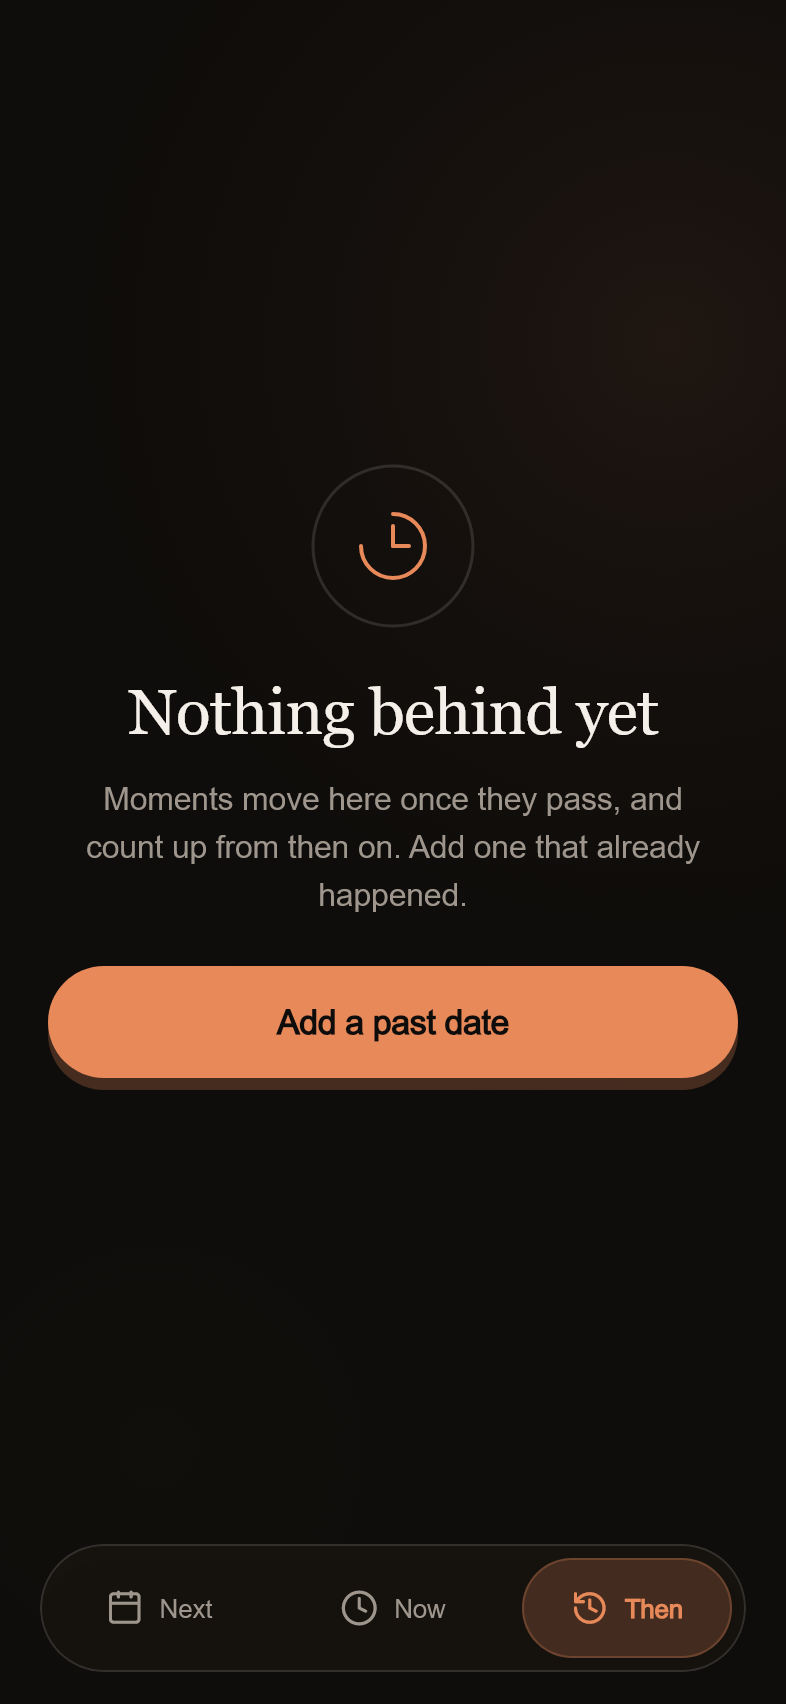 Nothing behind yet
Moments move here once they pass, and
count up from then on. Add one that already
happened.
Add a past date
Next
Now
Then